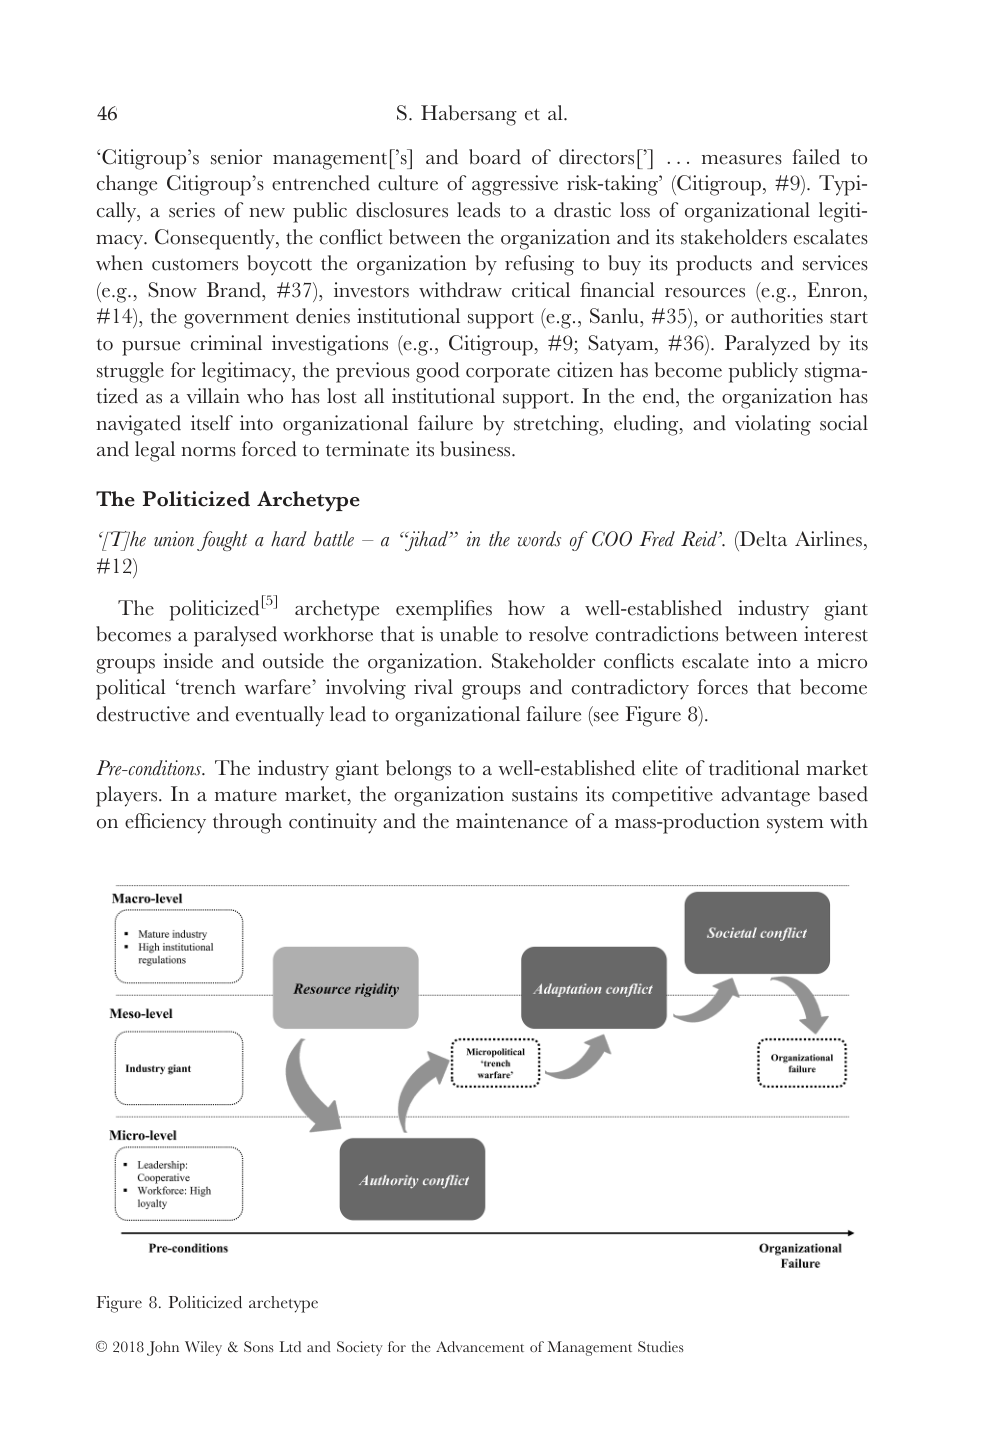 46
S. Habersang et al.
‘Citigroup’s senior management[’s] and board of directors[’] ... measures failed to
change Citigroup’s entrenched culture of aggressive risk-taking’ (Citigroup, #9). Typi-
cally, a series of new public disclosures leads to a drastic loss of organizational legiti-
macy. Consequently, the conflict between the organization and its stakeholders escalates
when customers boycott the organization by refusing to buy its products and services
(e.g., Snow Brand, #37), investors withdraw critical financial resources (e.g., Enron,
#14), the government denies institutional support (e.g., Sanlu, #35), or authorities start
to pursue criminal investigations (e.g., Citigroup, #9; Satyam, #36). Paralyzed by its
struggle for legitimacy, the previous good corporate citizen has become publicly stigma-
tized as a villain who has lost all institutional support. In the end, the organization has
navigated itself into organizational failure by stretching, eluding, and violating social
and legal norms forced to terminate its business.
The Politicized Archetype
‘[T]he union fought a hard battle – a “jihad” in the words of COO Fred Reid’. (Delta Airlines,
#12)
The politicized[5] archetype exemplifies how a well-established industry giant
becomes a paralysed workhorse that is unable to resolve contradictions between interest
groups inside and outside the organization. Stakeholder conflicts escalate into a micro
political ‘trench warfare’ involving rival groups and contradictory forces that become
destructive and eventually lead to organizational failure (see Figure 8).
Pre-conditions. The industry giant belongs to a well-established elite of traditional market
players. In a mature market, the organization sustains its competitive advantage based
on efficiency through continuity and the maintenance of a mass-production system with
Macro-level
▪ Mature industry
▪ High institutional
regulations
Societal conflict
Resource rigidity
Adaptation conflict
Meso-level
Industry giant
Micropolitical
‘trench
warfare’
Organizational
failure
Micro-level
▪ Leadership:
Cooperative
▪ Workforce: High
loyalty
Authority conflict
Pre-conditions
Organizational
Failure
Figure 8. Politicized archetype
© 2018 John Wiley & Sons Ltd and Society for the Advancement of Management Studies